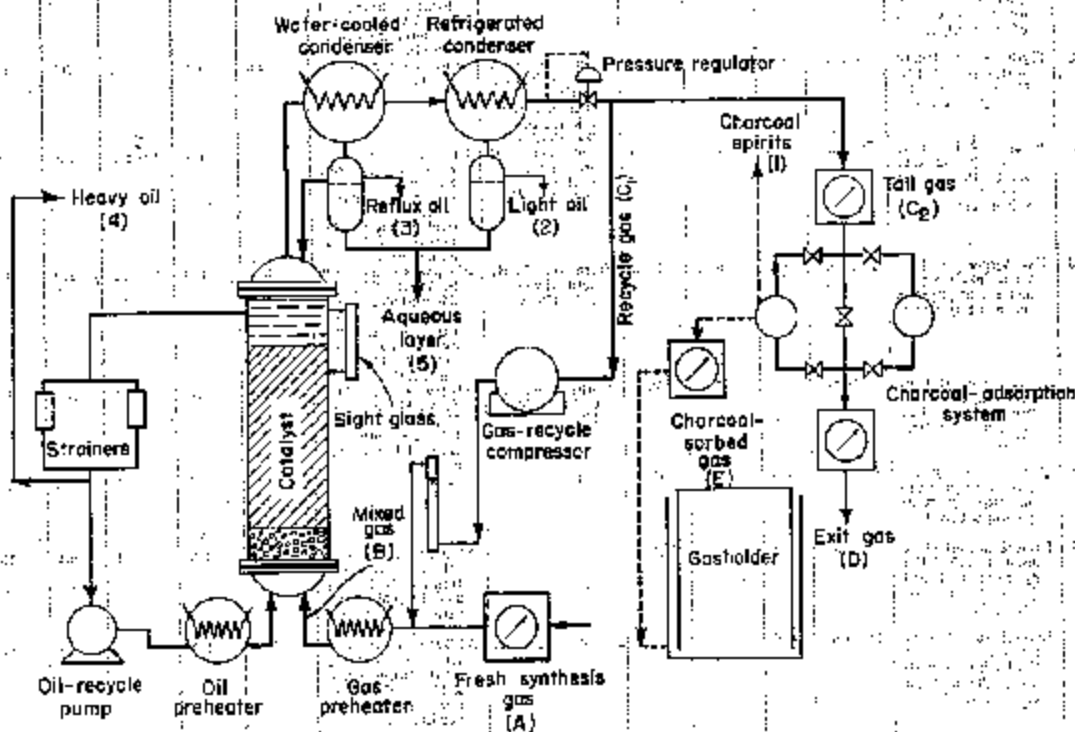 Water-cooled
condenser
Refrigerated
condenser
Pressure regulator
Charcoal
spirits
(1)
Tail gas
(C2)
Heavy oil
(4)
Reflux oil
(3)
Light oil
(2)
Recycle gas (C1)
Aqueous
layer
(5)
Sight glass
Strainers
Catalyst
Gas-recycle
compressor
Charcoal-
sorbed
gas
(E)
Charcoal-adsorption
system
Mixed
gas
(B)
Gasholder
Exit gas
(D)
Oil-recycle
pump
Oil
preheater
Gas
preheater
Fresh synthesis
gas
(A)